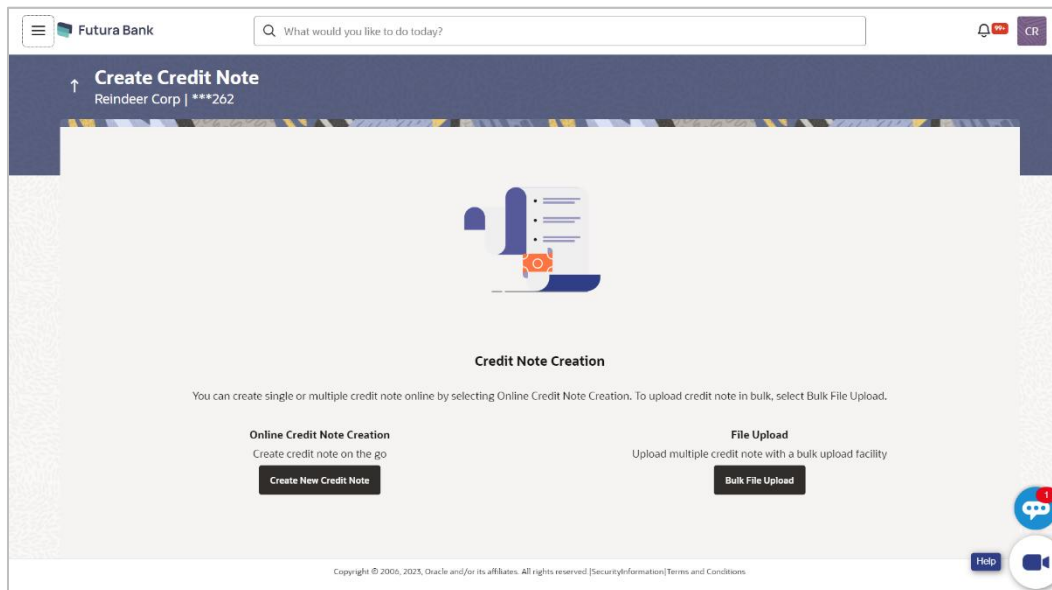 Futura Bank
What would you like to do today?
99+
CR
Create Credit Note
Reindeer Corp | ***262
Credit Note Creation
You can create single or multiple credit note online by selecting Online Credit Note Creation. To upload credit note in bulk, select Bulk File Upload.
Online Credit Note Creation
Create credit note on the go
Create New Credit Note
File Upload
Upload multiple credit note with a bulk upload facility
Bulk File Upload
1
Help
Copyright © 2006, 2023, Oracle and/or its affiliates. All rights reserved.|SecurityInformation|Terms and Conditions